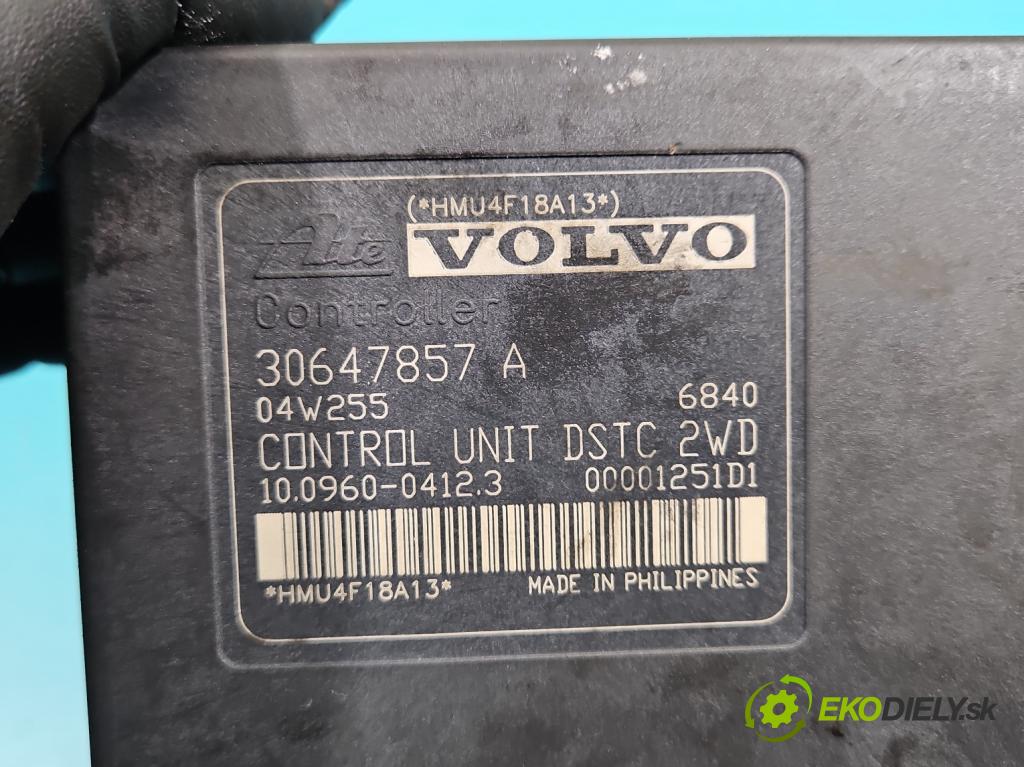 (*HMU4F18A13*)
Ate VOLVO
Controller
30647857 A
04W255 6840
CONTROL UNIT DSTC 2WD
10.0960-0412.3 00001251D1
*HMU4F18A13* MADE IN PHILIPPINES
EKODIELY.sk